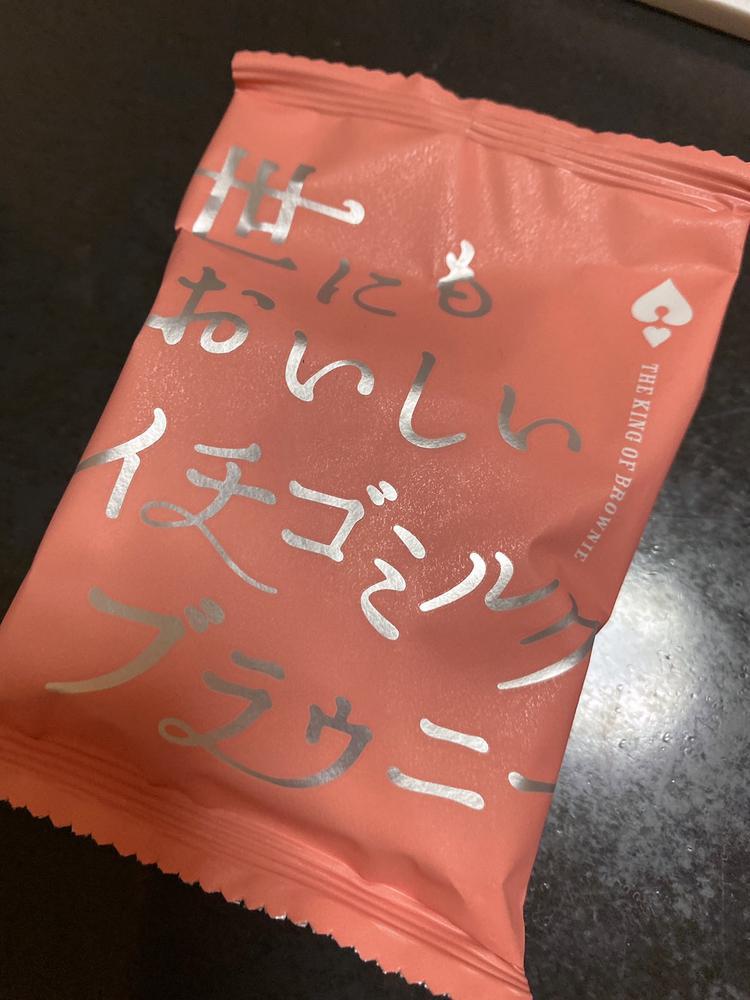 世にも
おいしい
イチゴミルク
ブラウニー
THE KING OF BROWNIE